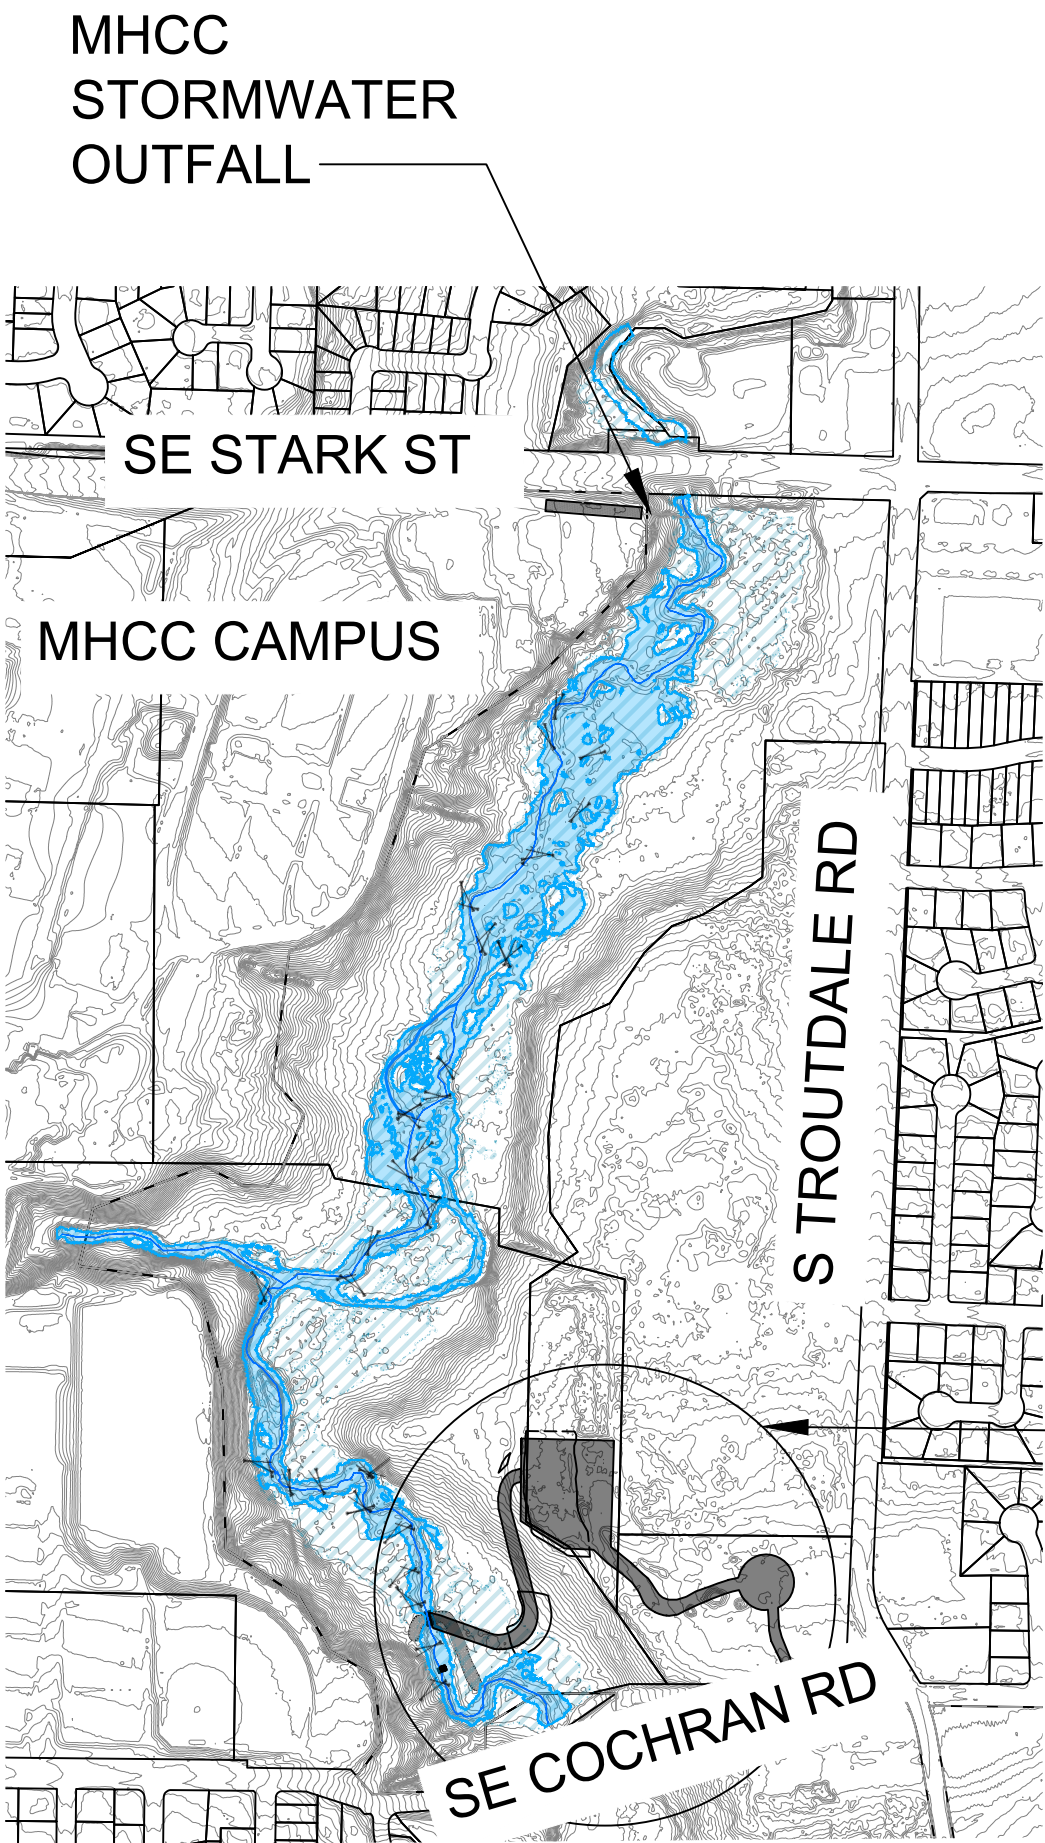 MHCC
STORMWATER
OUTFALL
SE STARK ST
MHCC CAMPUS
S TROUTDALE RD
SE COCHRAN RD